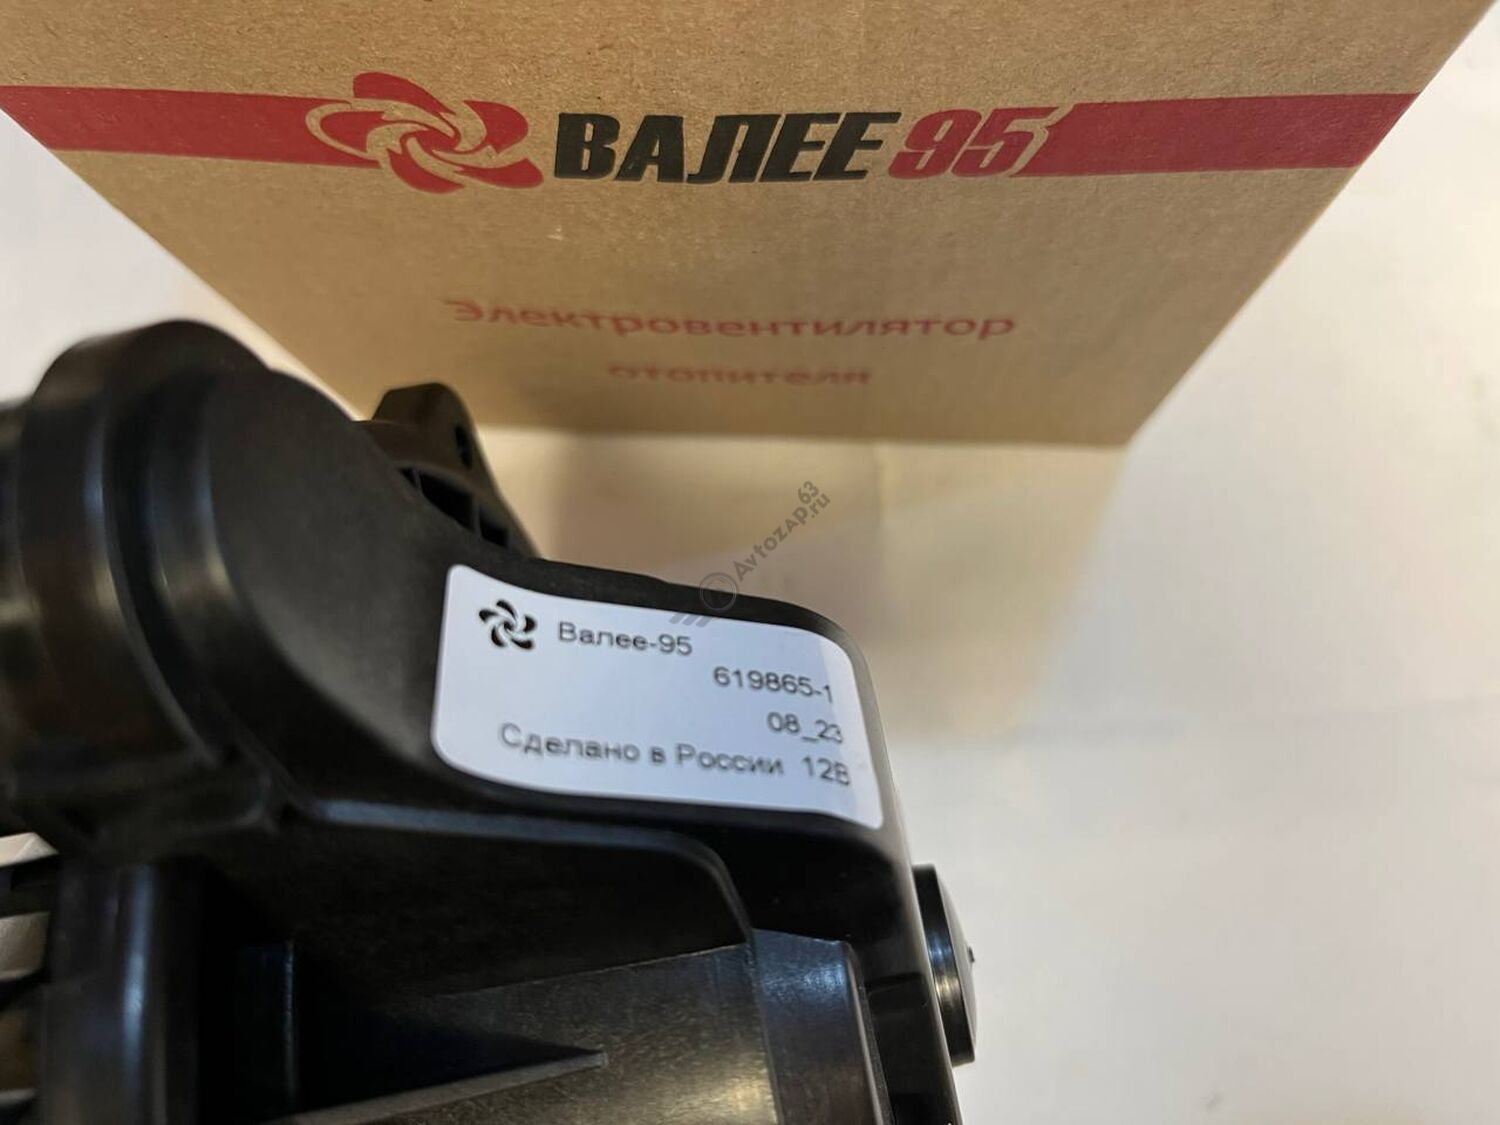 ВАЛЕЕ 95
Электровентилятор
отопителя
Avtozap63.ru
Валее-95
619865-1
08_23
Сделано в России 12В